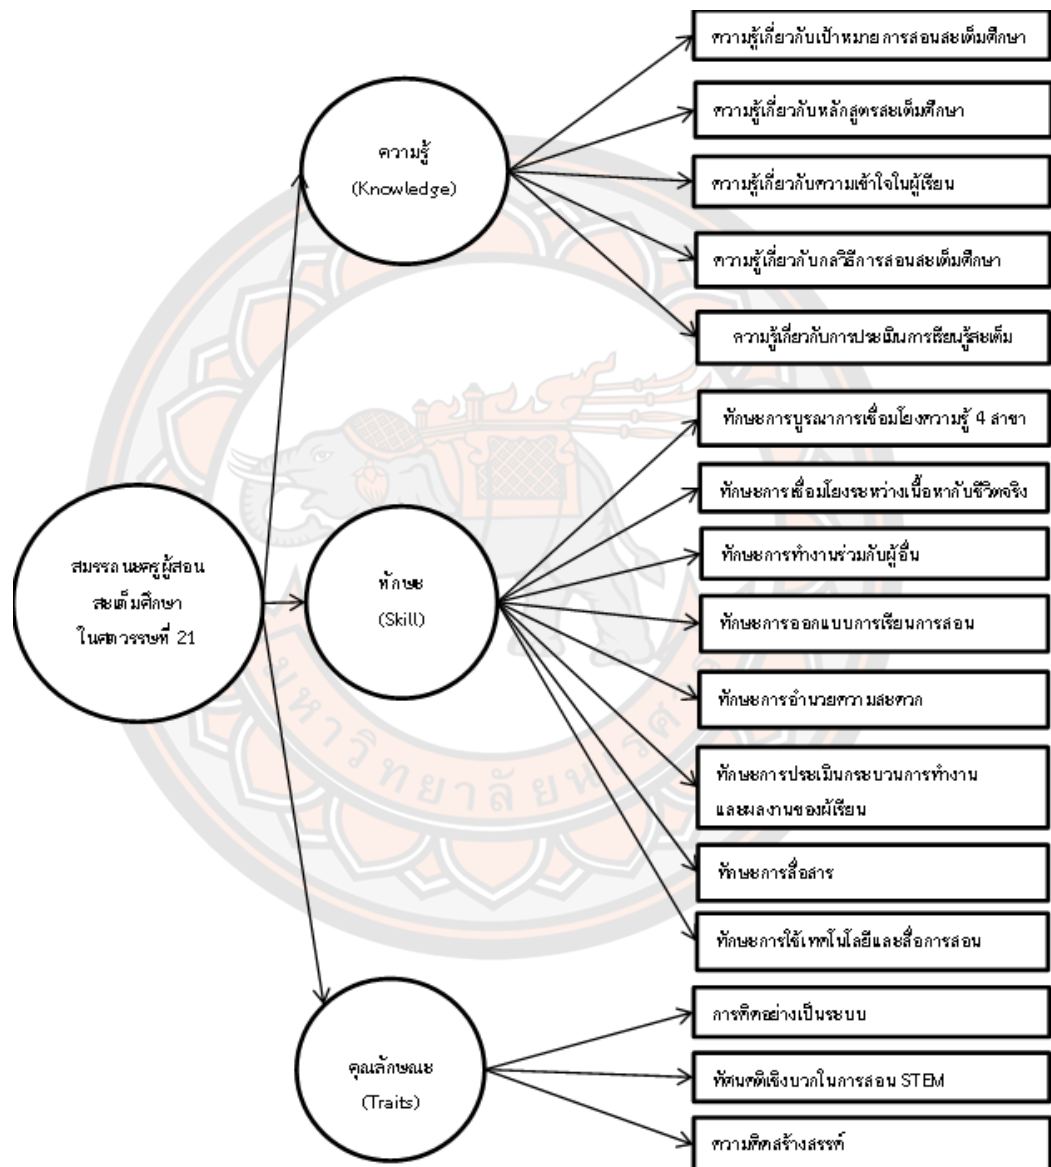 สมรรถนะครูผู้สอน
สะเต็มศึกษา
ในศตวรรษที่ 21
ความรู้
(Knowledge)
ความรู้เกี่ยวกับเป้าหมายการสอนสะเต็มศึกษา
ความรู้เกี่ยวกับหลักสูตรสะเต็มศึกษา
ความรู้เกี่ยวกับความเข้าใจในผู้เรียน
ความรู้เกี่ยวกับกลวิธีการสอนสะเต็มศึกษา
ความรู้เกี่ยวกับการประเมินการเรียนรู้สะเต็ม
ทักษะ
(Skill)
ทักษะการบูรณาการเชื่อมโยงความรู้ 4 สาขา
ทักษะการเชื่อมโยงระหว่างเนื้อหากับชีวิตจริง
ทักษะการทำงานร่วมกับผู้อื่น
ทักษะการออกแบบการเรียนการสอน
ทักษะการอำนวยความสะดวก
ทักษะการประเมินกระบวนการทำงาน
และผลงานของผู้เรียน
ทักษะการสื่อสาร
ทักษะการใช้เทคโนโลยีและสื่อการสอน
คุณลักษณะ
(Traits)
การคิดอย่างเป็นระบบ
ทัศนคติเชิงบวกในการสอน STEM
ความคิดสร้างสรรค์
มหาวิทยาลัยนเรศวร